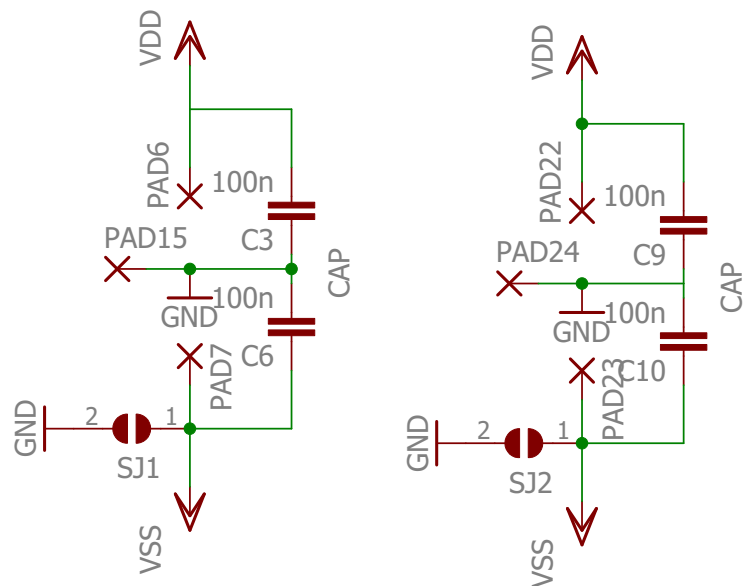 VDD
PAD6
100n
C3
PAD15
CAP
GND
100n
C6
PAD7
GND
2
1
SJ1
VSS
VDD
PAD22
100n
C9
PAD24
CAP
GND
100n
C10
PAD23
GND
2
1
SJ2
VSS